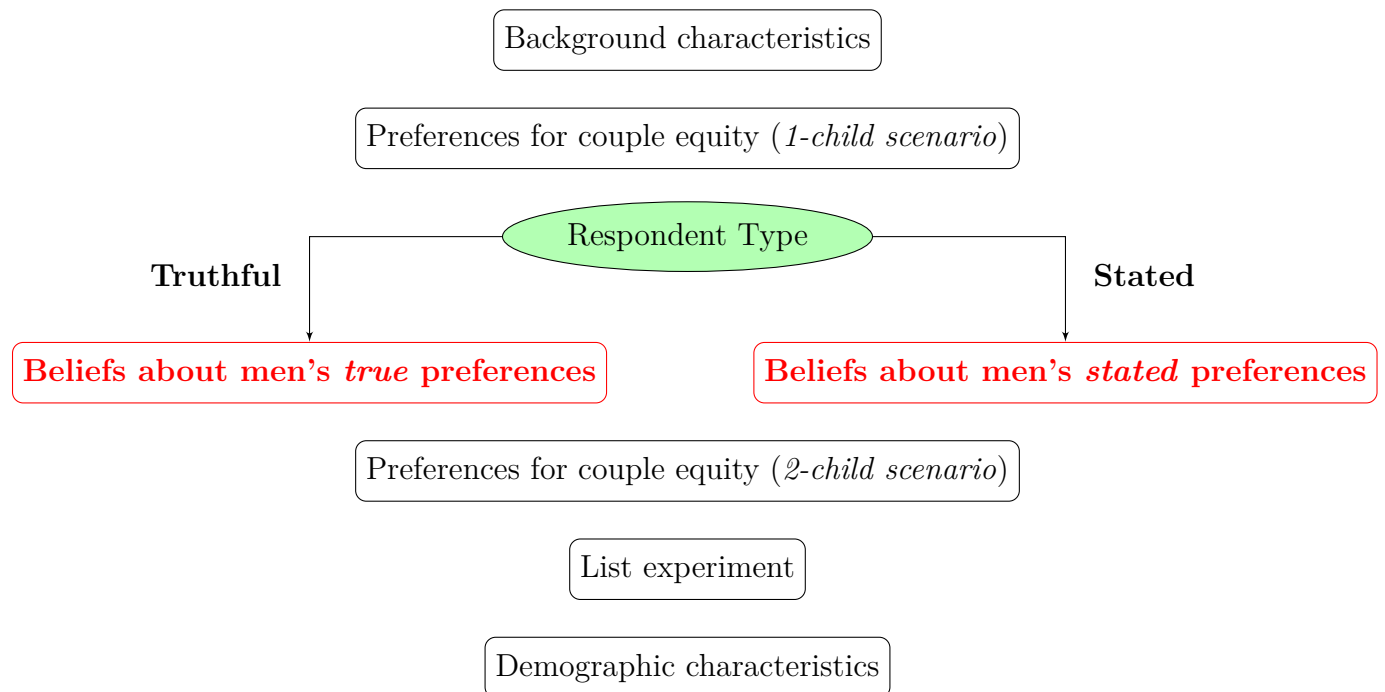 Background characteristics
Preferences for couple equity (1-child scenario)
Respondent Type
Truthful
Stated
Beliefs about men's true preferences
Beliefs about men's stated preferences
Preferences for couple equity (2-child scenario)
List experiment
Demographic characteristics